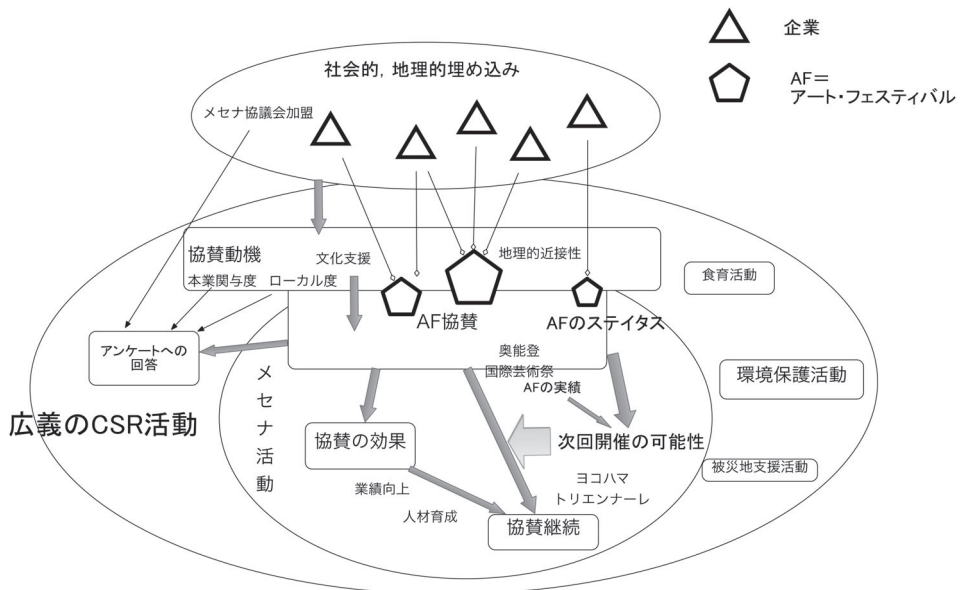 企業
AF＝
アート・フェスティバル
社会的，地理的埋め込み
メセナ協議会加盟
協賛動機
文化支援
地理的近接性
本業関与度
ローカル度
食育活動
AF協賛
AFのステイタス
アンケートへの
回答
奥能登
国際芸術祭
AFの実績
環境保護活動
広義のCSR活動
メセナ活動
協賛の効果
次回開催の可能性
被災地支援活動
ヨコハマ
トリエンナーレ
業績向上
人材育成
協賛継続